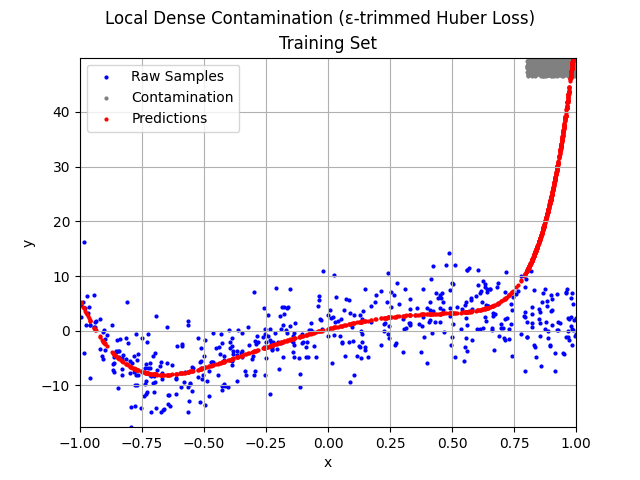 Local Dense Contamination (ε-trimmed Huber Loss)
Training Set
Raw Samples
Contamination
Predictions
y
40
30
20
10
0
−10
−1.00 −0.75 −0.50 −0.25 0.00 0.25 0.50 0.75 1.00
x